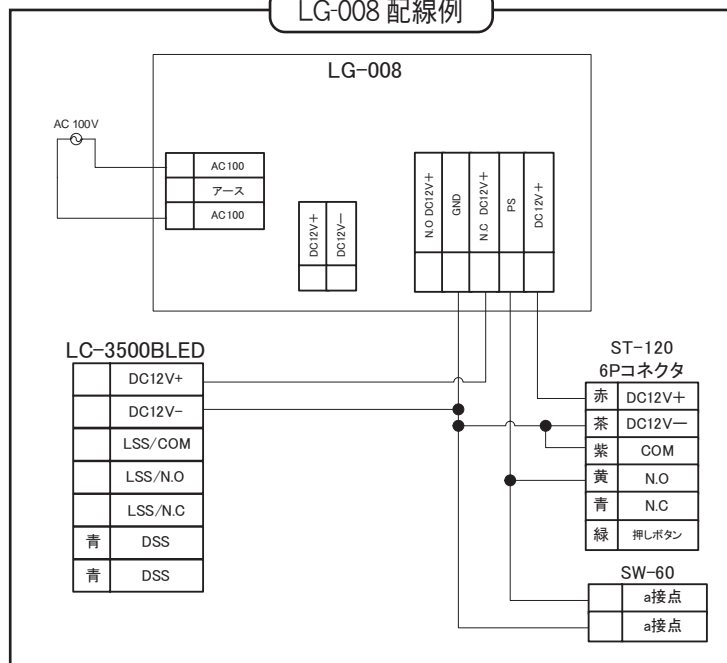 LG-008 配線例
LG-008
AC 100V
AC100
アース
AC100
DC12V+
DC12V−
N.O DC12V+
GND
N.C DC12V+
PS
DC12V+
LC-3500BLED
DC12V+
DC12V-
LSS/COM
LSS/N.O
LSS/N.C
青 DSS
青 DSS
ST-120
6Pコネクタ
赤 DC12V+
茶 DC12V−
紫 COM
黄 N.O
青 N.C
緑 押しボタン
SW-60
a接点
a接点